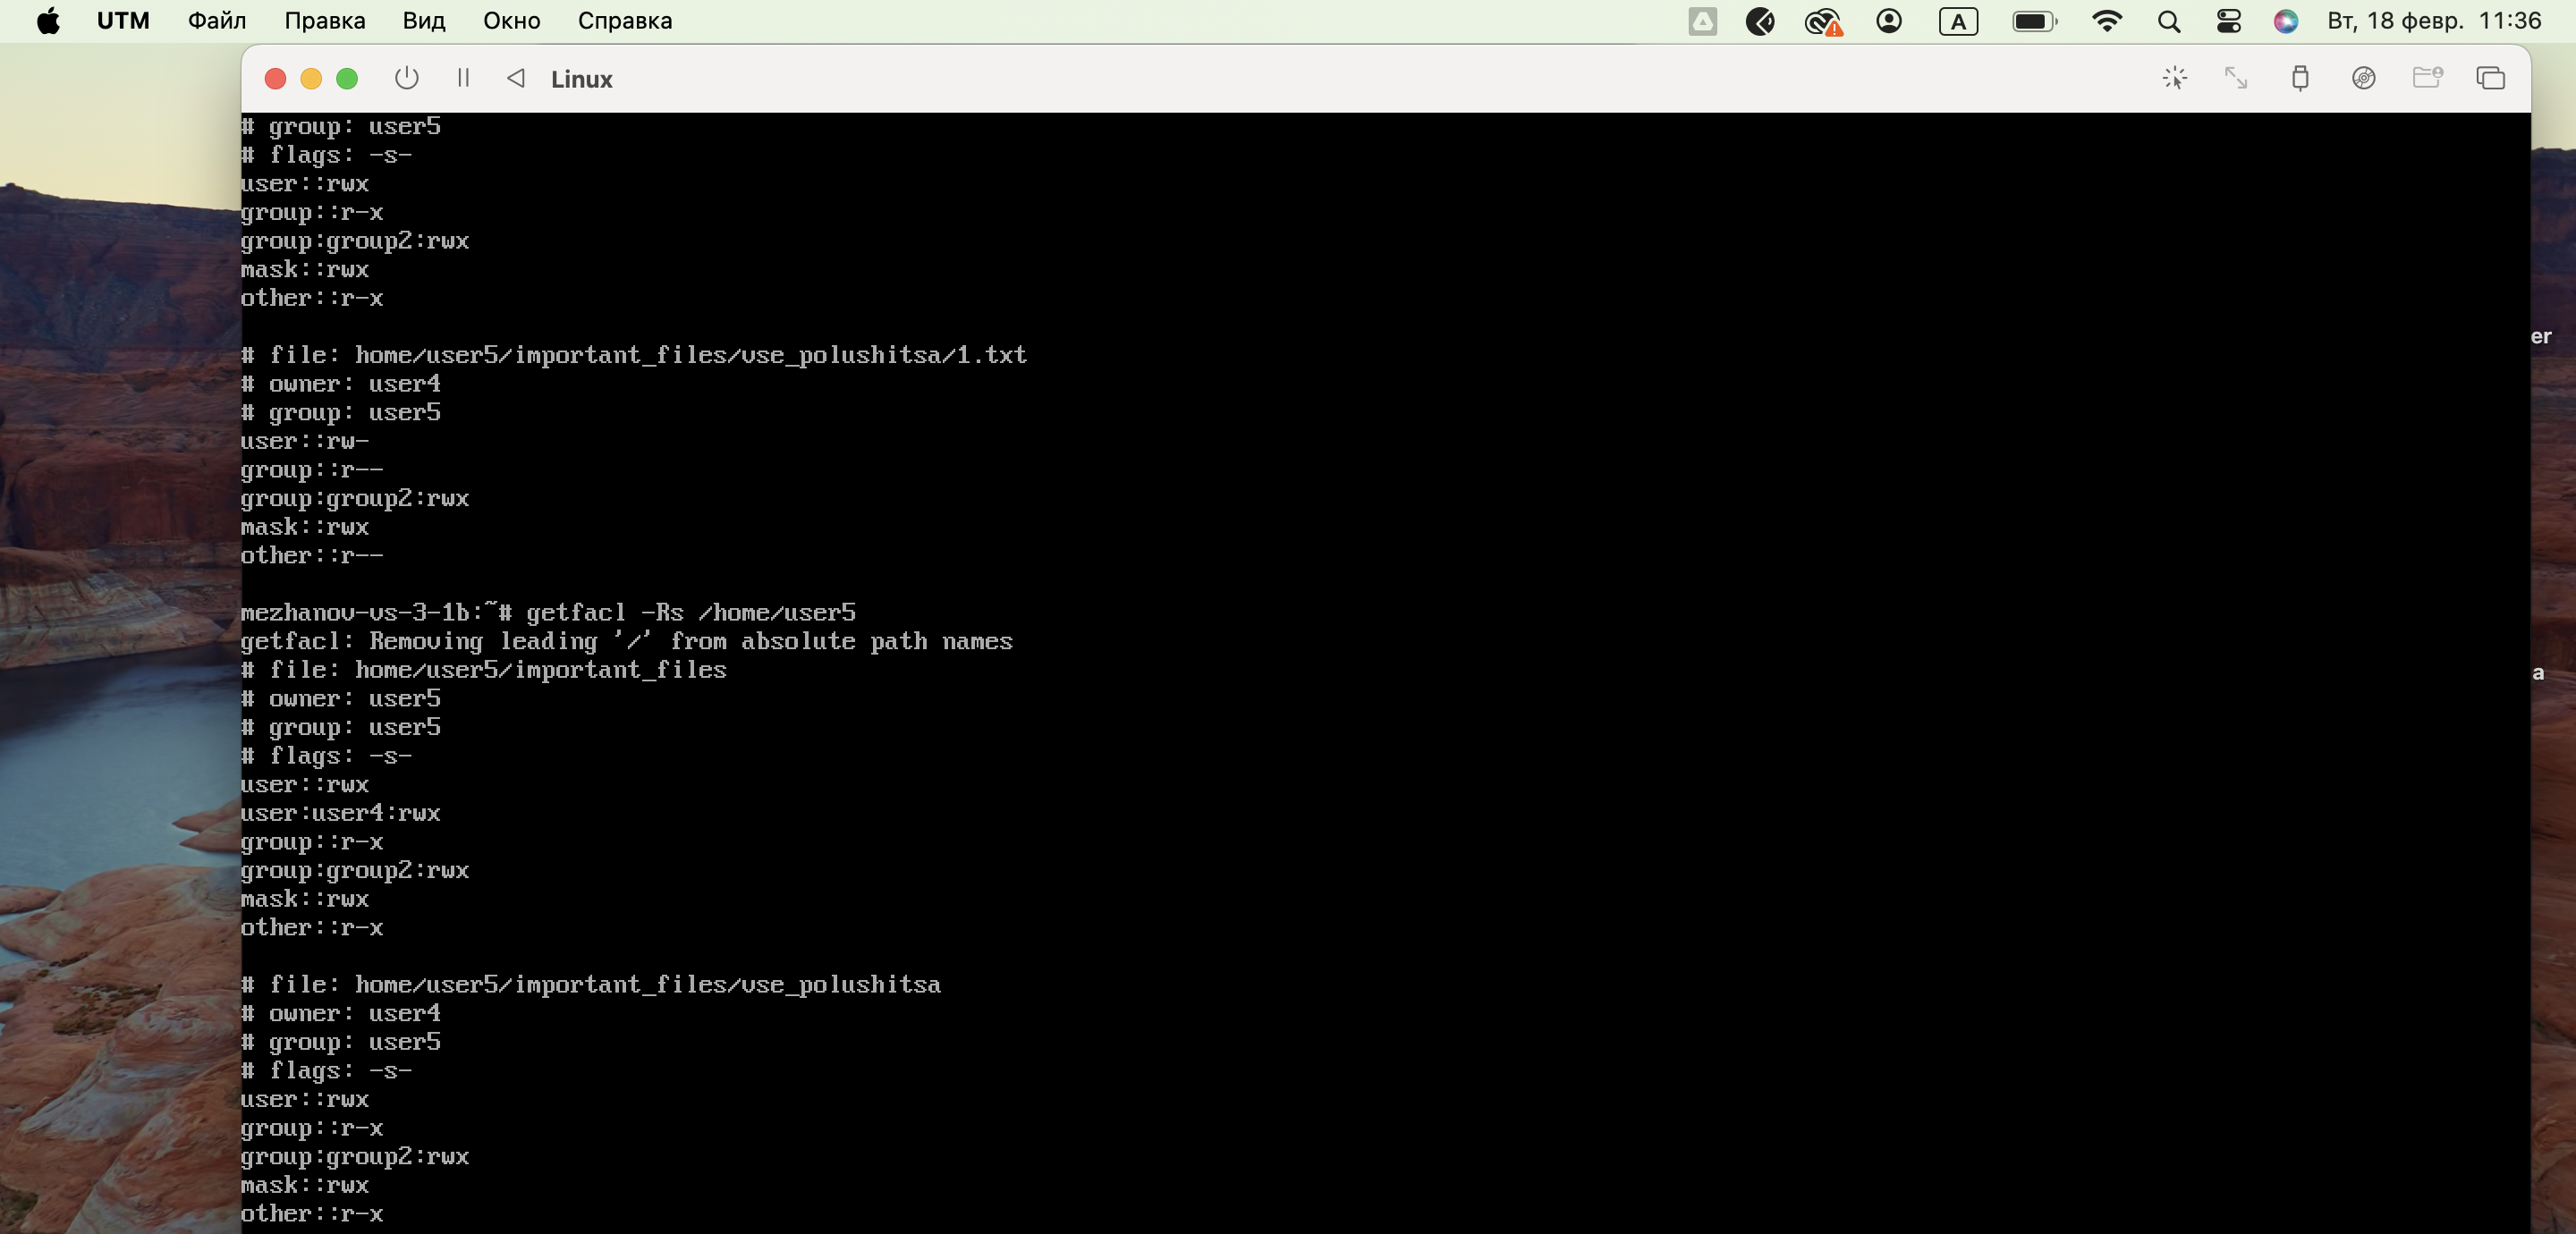 UTM Файл Правка Вид Окно Справка A Вт, 18 февр. 11:36
Linux
# group: user5
# flags: -s-
user::rwx
group::r-x
group:group2:rwx
mask::rwx
other::r-x
# file: home/user5/important_files/vse_polushitsa/1.txt
# owner: user4
# group: user5
user::rw-
group::r--
group:group2:rwx
mask::rwx
other::r--
mezhanov-vs-3-1b:~# getfacl -Rs /home/user5
getfacl: Removing leading '/' from absolute path names
# file: home/user5/important_files
# owner: user5
# group: user5
# flags: -s-
user::rwx
user:user4:rwx
group::r-x
group:group2:rwx
mask::rwx
other::r-x
# file: home/user5/important_files/vse_polushitsa
# owner: user4
# group: user5
# flags: -s-
user::rwx
group::r-x
group:group2:rwx
mask::rwx
other::r-x
er
a